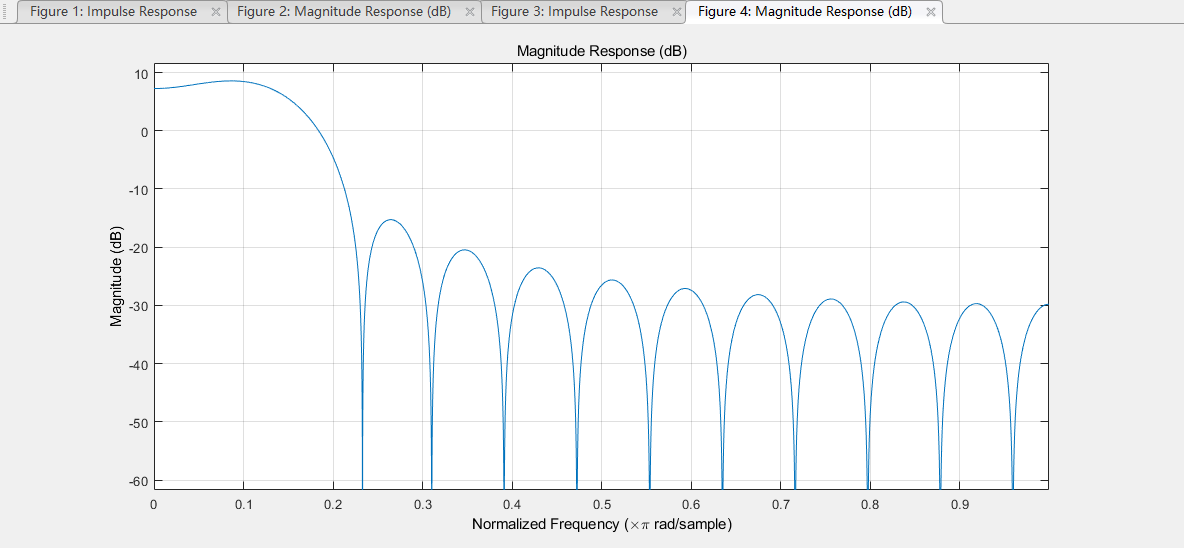 Figure 1: Impulse Response Figure 2: Magnitude Response (dB) Figure 3: Impulse Response Figure 4: Magnitude Response (dB)
Magnitude Response (dB)
10
0
-10
-20
-30
-40
-50
-60
Magnitude (dB)
0 0.1 0.2 0.3 0.4 0.5 0.6 0.7 0.8 0.9
Normalized Frequency (×π rad/sample)